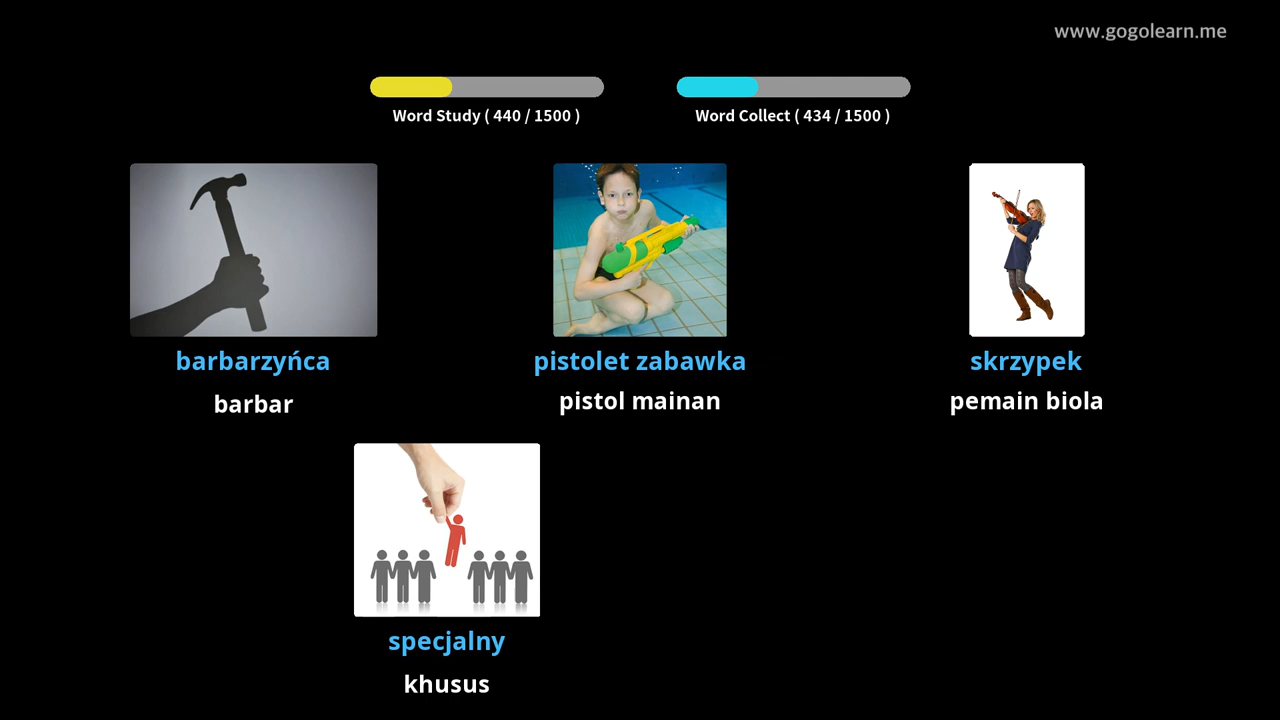 www.gogolearn.me
Word Study ( 440 / 1500 )
Word Collect ( 434 / 1500 )
barbarzyńca
barbar
pistolet zabawka
pistol mainan
skrzypek
pemain biola
specjalny
khusus